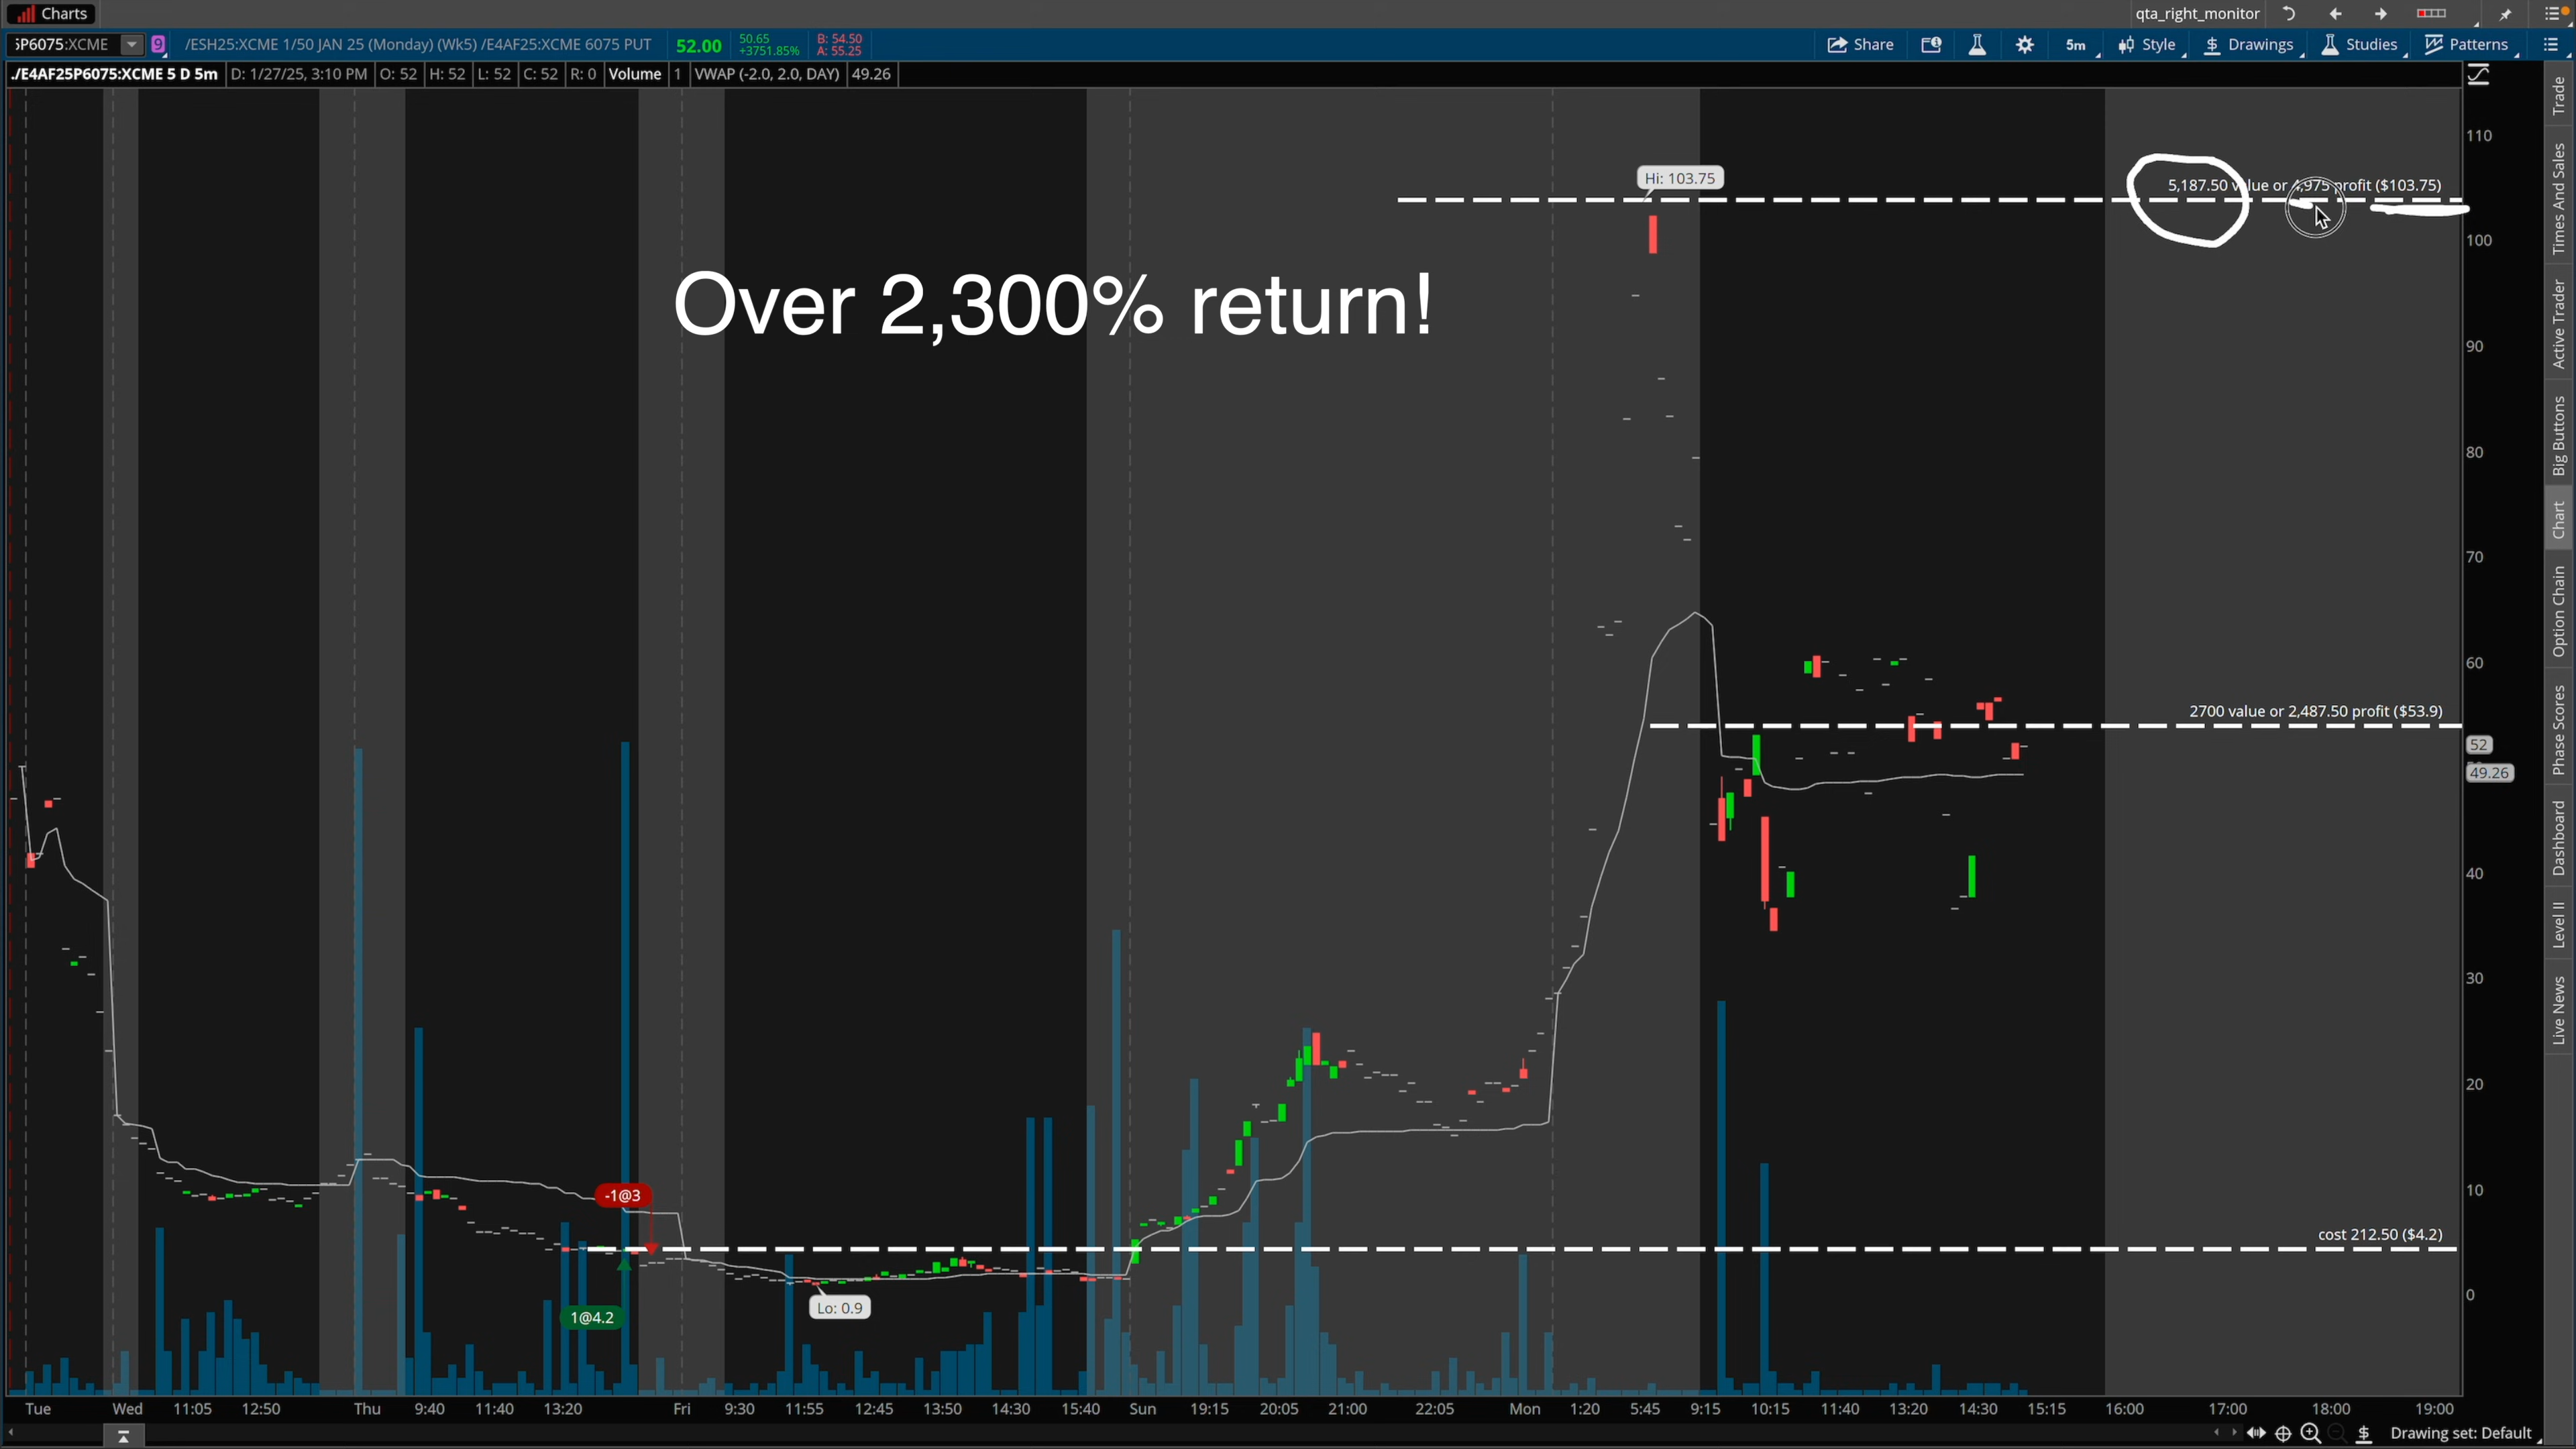 Charts
qta_right_monitor
5P6075:XCME
9
/ESH25:XCME 1/50 JAN 25 (Monday) (Wk5) /E4AF25:XCME 6075 PUT
52.00
50.65
+3751.85%
B: 54.50
A: 55.25
Share
5m
Style
$ Drawings
Studies
Patterns
./E4AF25P6075:XCME 5 D 5m
D: 1/27/25, 3:10 PM
O: 52
H: 52
L: 52
C: 52
R: 0
Volume
1
VWAP (-2.0, 2.0, DAY)
49.26
Hi: 103.75
5,187.50 value or 4,975 profit ($103.75)
Over 2,300% return!
2700 value or 2,487.50 profit ($53.9)
-1@3
cost 212.50 ($4.2)
Lo: 0.9
1@4.2
110
100
90
80
70
60
52
49.26
40
30
20
10
0
Tue
Wed
11:05
12:50
Thu
9:40
11:40
13:20
Fri
9:30
11:55
12:45
13:50
14:30
15:40
Sun
19:15
20:05
21:00
22:05
Mon
1:20
5:45
9:15
10:15
11:40
13:20
14:30
15:15
16:00
17:00
18:00
19:00
Trade
Times And Sales
Active Trader
Big Buttons
Chart
Option Chain
Phase Scores
Dashboard
Level II
Live News
$
Drawing set: Default